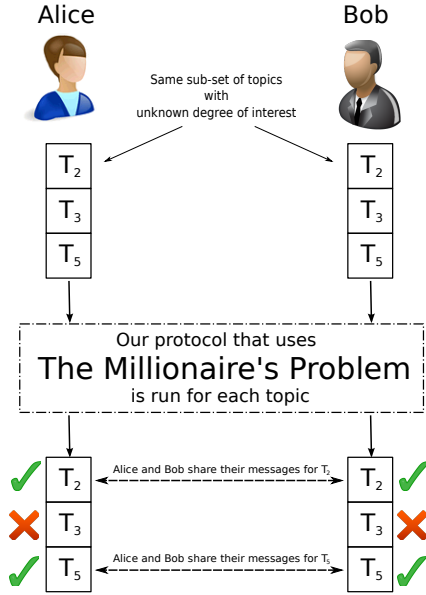 Alice Bob
Same sub-set of topics
with
unknown degree of interest
T2 T2
T3 T3
T5 T5
Our protocol that uses
The Millionaire's Problem
is run for each topic
T2 Alice and Bob share their messages for T2 T2
T3 T3
T5 Alice and Bob share their messages for T5 T5